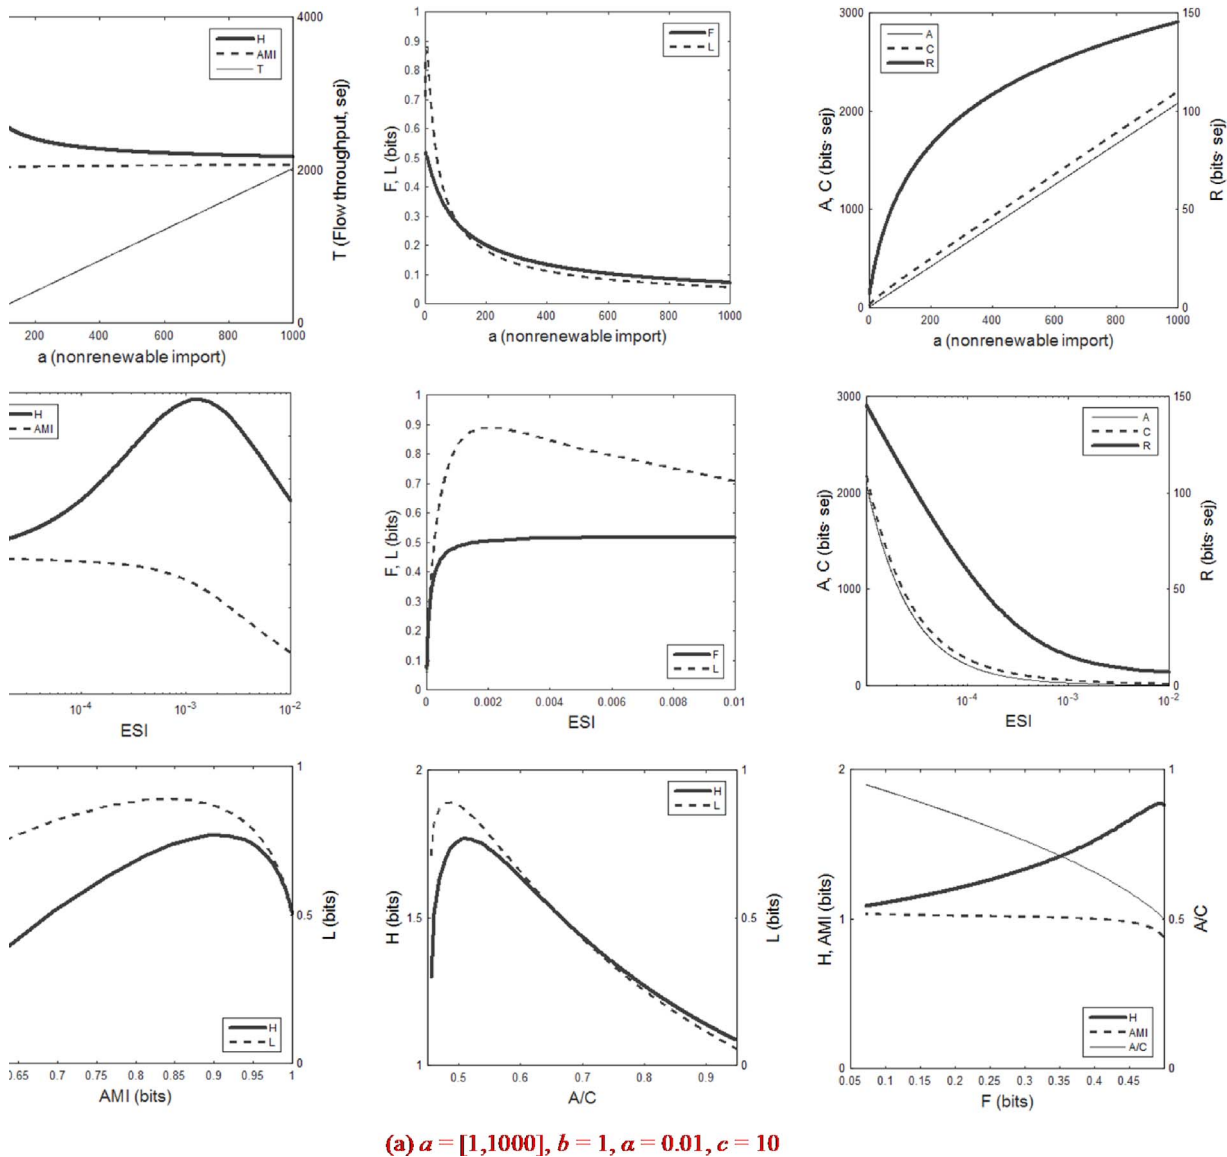 4000
H
AMI
T
T (Flow throughput, sej)
2000
0
200 400 600 800 1000
a (nonrenewable import)
1
0.9
0.8
0.7
0.6
0.5
0.4
0.3
0.2
0.1
0
F, L (bits)
F
L
0 200 400 600 800 1000
a (nonrenewable import)
3000
2000
1000
0
A, C (bits· sej)
A
C
R
150
100
50
0
R (bits· sej)
0 200 400 600 800 1000
a (nonrenewable import)
H
AMI
10-4 10-3 10-2
ESI
1
0.9
0.8
0.7
0.6
0.5
0.4
0.3
0.2
0.1
0
F, L (bits)
F
L
0 0.002 0.004 0.006 0.008 0.01
ESI
3000
2000
1000
0
A, C (bits· sej)
A
C
R
150
100
50
0
R (bits· sej)
10-4 10-3 10-2
ESI
1
0.5
0
L (bits)
H
L
0.65 0.7 0.75 0.8 0.85 0.9 0.95 1
AMI (bits)
2
1.5
1
H (bits)
H
L
1
0.5
0
L (bits)
0.5 0.6 0.7 0.8 0.9
A/C
2
1
0
H, AMI (bits)
1
0.5
0
A/C
H
AMI
A/C
0.05 0.1 0.15 0.2 0.25 0.3 0.35 0.4 0.45
F (bits)
(a) a = [1,1000], b = 1, α = 0.01, c = 10